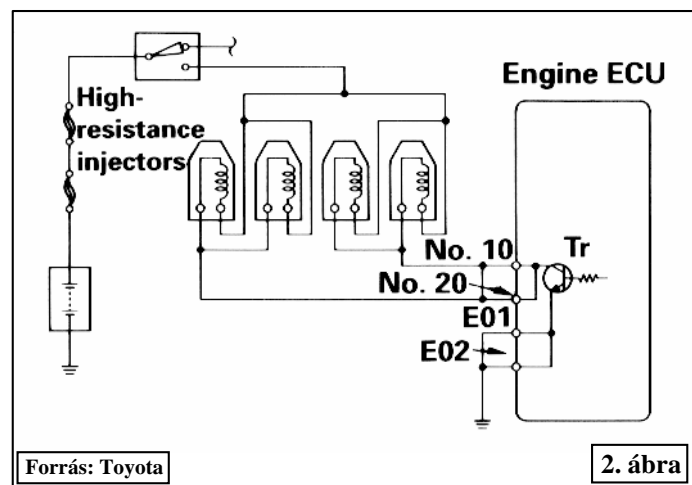 Engine ECU
High-
resistance
injectors
No. 10
Tr
No. 20
E01
E02
Forrás: Toyota
2. ábra